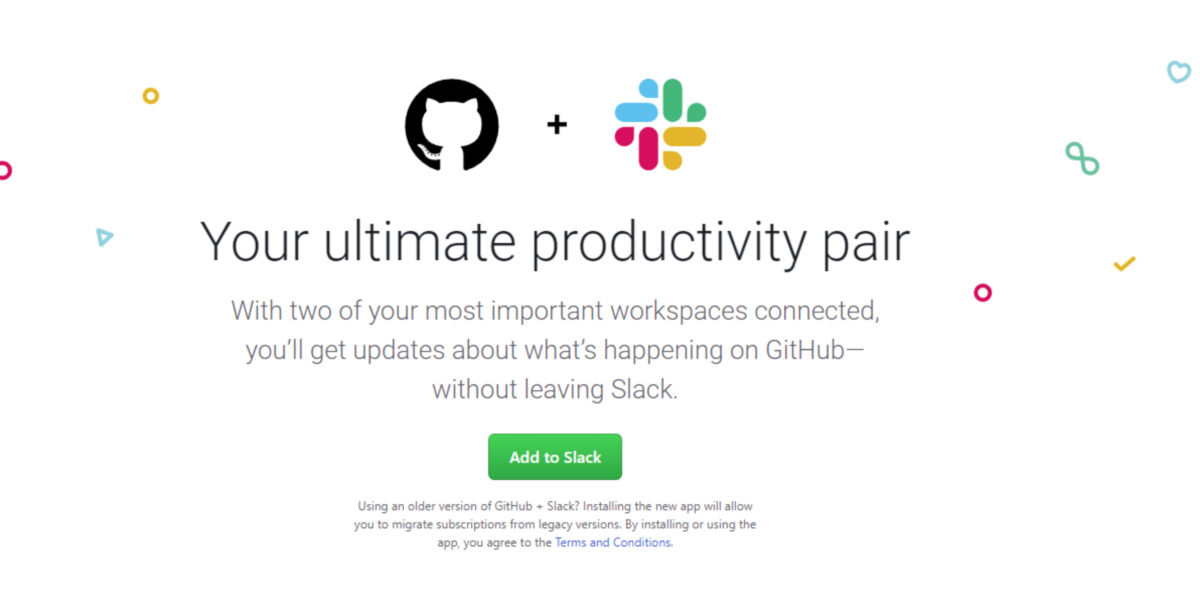 +
Your ultimate productivity pair
With two of your most important workspaces connected,
you’ll get updates about what’s happening on GitHub—
without leaving Slack.
Add to Slack
Using an older version of GitHub + Slack? Installing the new app will allow
you to migrate subscriptions from legacy versions. By installing or using the
app, you agree to the Terms and Conditions.